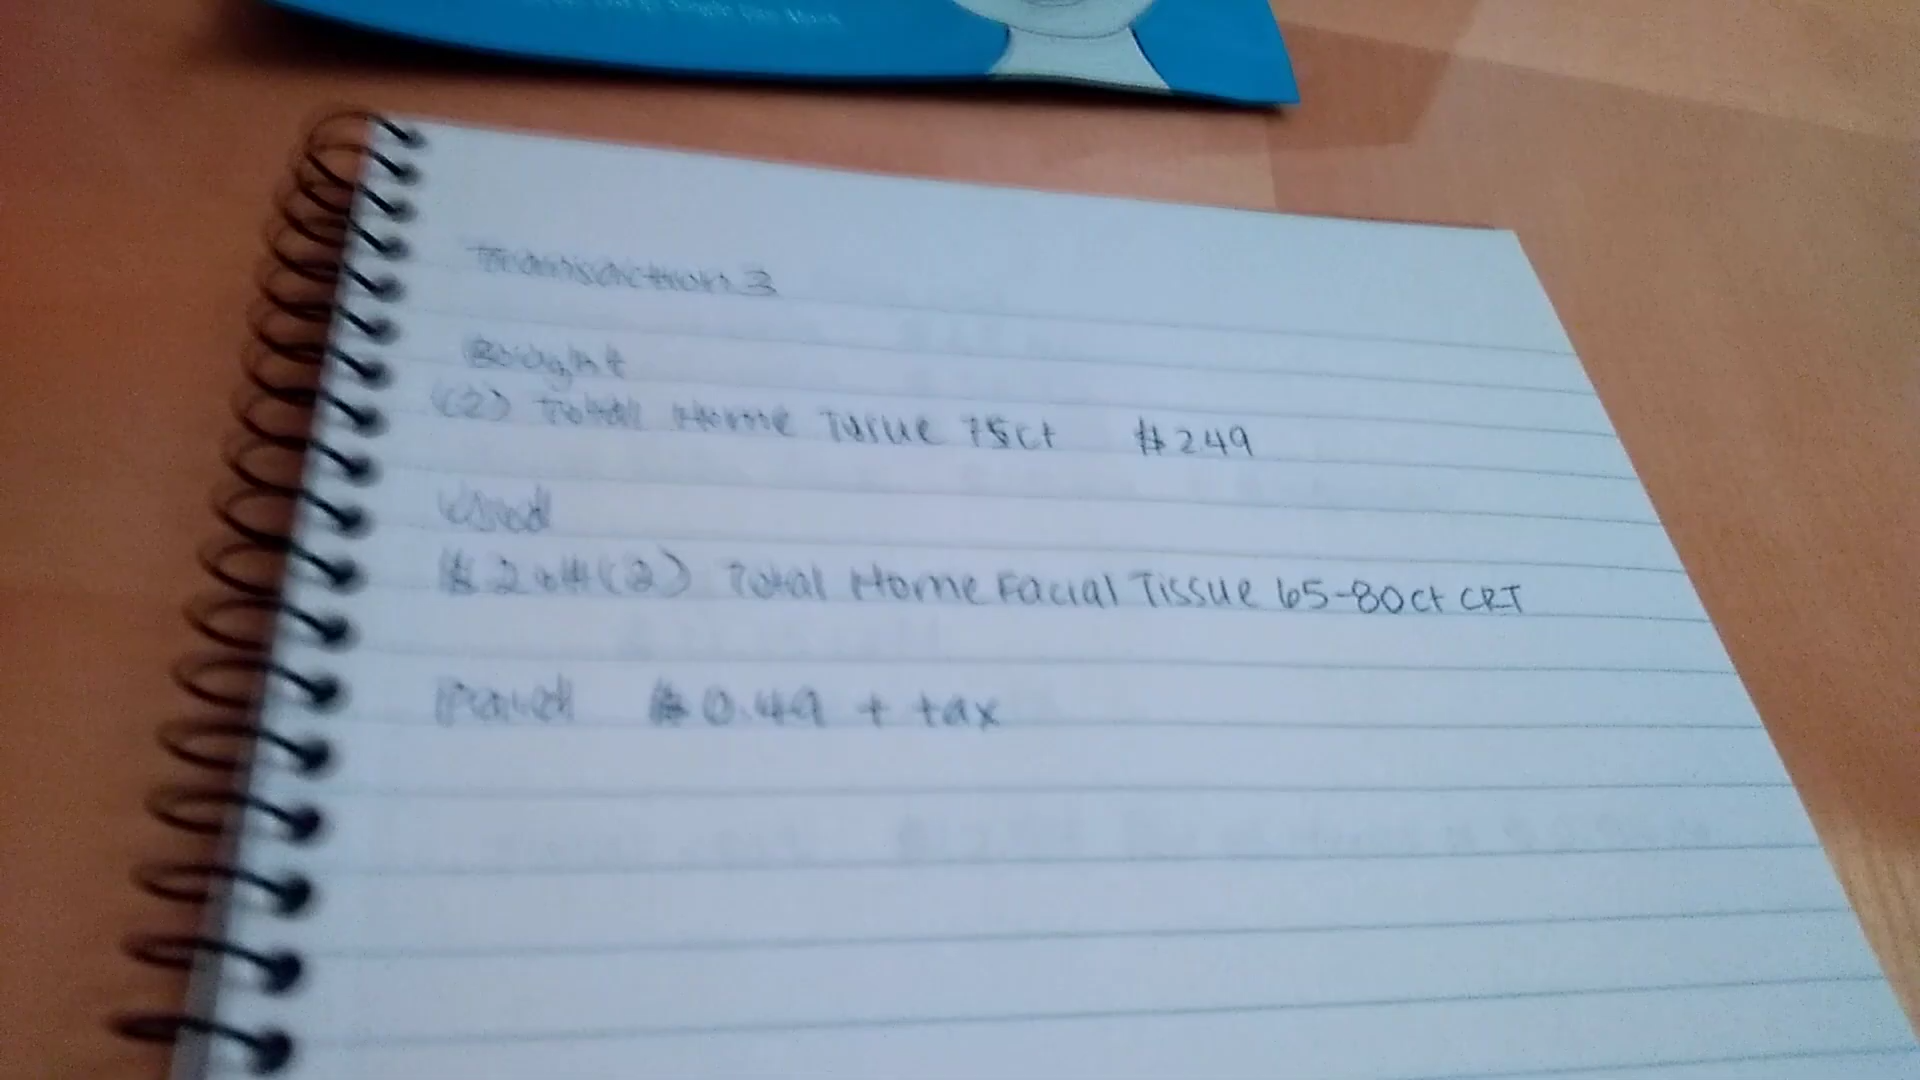 Transaction 3
Bought
(2) Total Home Tissue 75ct $2.49
Used
$2 off (2) Total Home Facial Tissue 65-80ct CRT
Paid $0.49 + tax